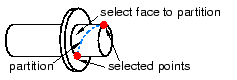 select face to partition
partition
selected points